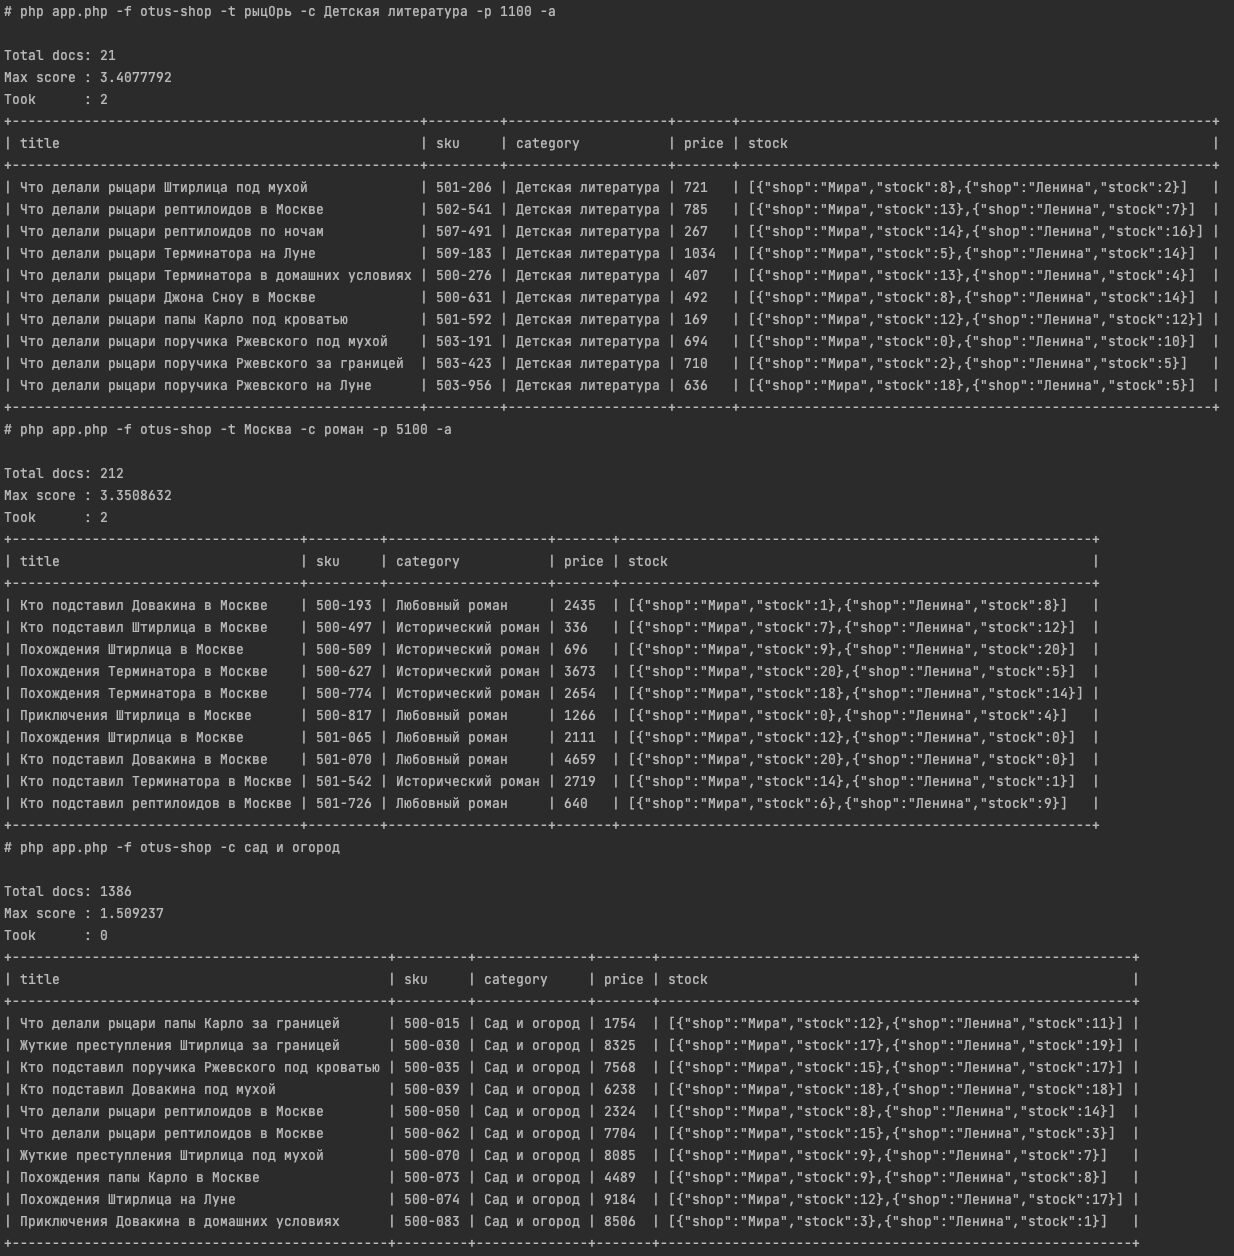 # php app.php -f otus-shop -t рыцОрь -c Детская литература -p 1100 -a
Total docs: 21
Max score : 3.4077792
Took      : 2
+---------------------------------------------------+---------+--------------------+-------+-----------------------------------------------------------+
| title                                             | sku     | category           | price | stock                                                     |
+---------------------------------------------------+---------+--------------------+-------+-----------------------------------------------------------+
| Что делали рыцари Штирлица под мухой              | 501-206 | Детская литература | 721   | [{"shop":"Мира","stock":8},{"shop":"Ленина","stock":2}]   |
| Что делали рыцари рептилоидов в Москве            | 502-541 | Детская литература | 785   | [{"shop":"Мира","stock":13},{"shop":"Ленина","stock":7}]  |
| Что делали рыцари рептилоидов по ночам            | 507-491 | Детская литература | 267   | [{"shop":"Мира","stock":14},{"shop":"Ленина","stock":16}] |
| Что делали рыцари Терминатора на Луне             | 509-183 | Детская литература | 1034  | [{"shop":"Мира","stock":5},{"shop":"Ленина","stock":14}]  |
| Что делали рыцари Терминатора в домашних условиях | 500-276 | Детская литература | 407   | [{"shop":"Мира","stock":13},{"shop":"Ленина","stock":4}]  |
| Что делали рыцари Джона Сноу в Москве             | 500-631 | Детская литература | 492   | [{"shop":"Мира","stock":8},{"shop":"Ленина","stock":14}]  |
| Что делали рыцари папы Карло под кроватью         | 501-592 | Детская литература | 169   | [{"shop":"Мира","stock":12},{"shop":"Ленина","stock":12}] |
| Что делали рыцари поручика Ржевского под мухой    | 503-191 | Детская литература | 694   | [{"shop":"Мира","stock":0},{"shop":"Ленина","stock":10}]  |
| Что делали рыцари поручика Ржевского за границей  | 503-423 | Детская литература | 710   | [{"shop":"Мира","stock":2},{"shop":"Ленина","stock":5}]   |
| Что делали рыцари поручика Ржевского на Луне      | 503-956 | Детская литература | 636   | [{"shop":"Мира","stock":18},{"shop":"Ленина","stock":5}]  |
+---------------------------------------------------+---------+--------------------+-------+-----------------------------------------------------------+
# php app.php -f otus-shop -t Москва -c роман -p 5100 -a
Total docs: 212
Max score : 3.3508632
Took      : 2
+------------------------------------+---------+--------------------+-------+-----------------------------------------------------------+
| title                              | sku     | category           | price | stock                                                     |
+------------------------------------+---------+--------------------+-------+-----------------------------------------------------------+
| Кто подставил Довакина в Москве    | 500-193 | Любовный роман     | 2435  | [{"shop":"Мира","stock":1},{"shop":"Ленина","stock":8}]   |
| Кто подставил Штирлица в Москве    | 500-497 | Исторический роман | 336   | [{"shop":"Мира","stock":7},{"shop":"Ленина","stock":12}]  |
| Похождения Штирлица в Москве       | 500-509 | Исторический роман | 696   | [{"shop":"Мира","stock":9},{"shop":"Ленина","stock":20}]  |
| Похождения Терминатора в Москве    | 500-627 | Исторический роман | 3673  | [{"shop":"Мира","stock":20},{"shop":"Ленина","stock":5}]  |
| Похождения Терминатора в Москве    | 500-774 | Исторический роман | 2654  | [{"shop":"Мира","stock":18},{"shop":"Ленина","stock":14}] |
| Приключения Штирлица в Москве      | 500-817 | Любовный роман     | 1266  | [{"shop":"Мира","stock":0},{"shop":"Ленина","stock":4}]   |
| Похождения Штирлица в Москве       | 501-065 | Любовный роман     | 2111  | [{"shop":"Мира","stock":12},{"shop":"Ленина","stock":0}]  |
| Кто подставил Довакина в Москве    | 501-070 | Любовный роман     | 4659  | [{"shop":"Мира","stock":20},{"shop":"Ленина","stock":0}]  |
| Кто подставил Терминатора в Москве | 501-542 | Исторический роман | 2719  | [{"shop":"Мира","stock":14},{"shop":"Ленина","stock":1}]  |
| Кто подставил рептилоидов в Москве | 501-726 | Любовный роман     | 640   | [{"shop":"Мира","stock":6},{"shop":"Ленина","stock":9}]   |
+------------------------------------+---------+--------------------+-------+-----------------------------------------------------------+
# php app.php -f otus-shop -c сад и огород
Total docs: 1386
Max score : 1.509237
Took      : 0
+-----------------------------------------------+---------+--------------+-------+-----------------------------------------------------------+
| title                                         | sku     | category     | price | stock                                                     |
+-----------------------------------------------+---------+--------------+-------+-----------------------------------------------------------+
| Что делали рыцари папы Карло за границей      | 500-015 | Сад и огород | 1754  | [{"shop":"Мира","stock":12},{"shop":"Ленина","stock":11}] |
| Жуткие преступления Штирлица за границей      | 500-030 | Сад и огород | 8325  | [{"shop":"Мира","stock":17},{"shop":"Ленина","stock":19}] |
| Кто подставил поручика Ржевского под кроватью | 500-035 | Сад и огород | 7568  | [{"shop":"Мира","stock":15},{"shop":"Ленина","stock":17}] |
| Кто подставил Довакина под мухой              | 500-039 | Сад и огород | 6238  | [{"shop":"Мира","stock":18},{"shop":"Ленина","stock":18}] |
| Что делали рыцари рептилоидов в Москве        | 500-050 | Сад и огород | 2324  | [{"shop":"Мира","stock":8},{"shop":"Ленина","stock":14}]  |
| Что делали рыцари рептилоидов в Москве        | 500-062 | Сад и огород | 7704  | [{"shop":"Мира","stock":15},{"shop":"Ленина","stock":3}]  |
| Жуткие преступления Штирлица под мухой        | 500-070 | Сад и огород | 8085  | [{"shop":"Мира","stock":9},{"shop":"Ленина","stock":7}]   |
| Похождения папы Карло в Москве                | 500-073 | Сад и огород | 4489  | [{"shop":"Мира","stock":9},{"shop":"Ленина","stock":8}]   |
| Похождения Штирлица на Луне                   | 500-074 | Сад и огород | 9184  | [{"shop":"Мира","stock":12},{"shop":"Ленина","stock":17}] |
| Приключения Довакина в домашних условиях      | 500-083 | Сад и огород | 8506  | [{"shop":"Мира","stock":3},{"shop":"Ленина","stock":1}]   |
+-----------------------------------------------+---------+--------------+-------+-----------------------------------------------------------+